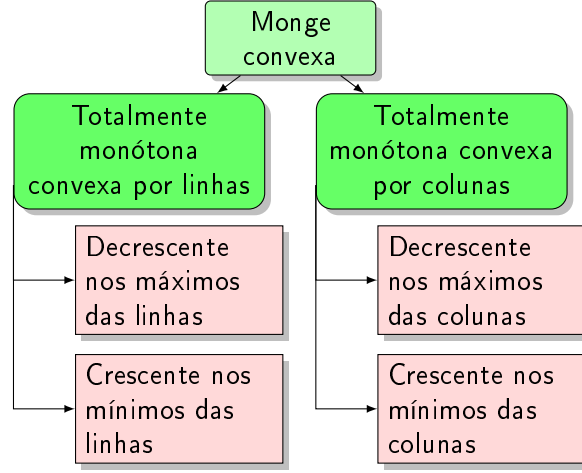 Monge
convexa
Totalmente
monótona
convexa por linhas
Totalmente
monótona convexa
por colunas
Decrescente
nos máximos
das linhas
Decrescente
nos máximos
das colunas
Crescente nos
mínimos das
linhas
Crescente nos
mínimos das
colunas